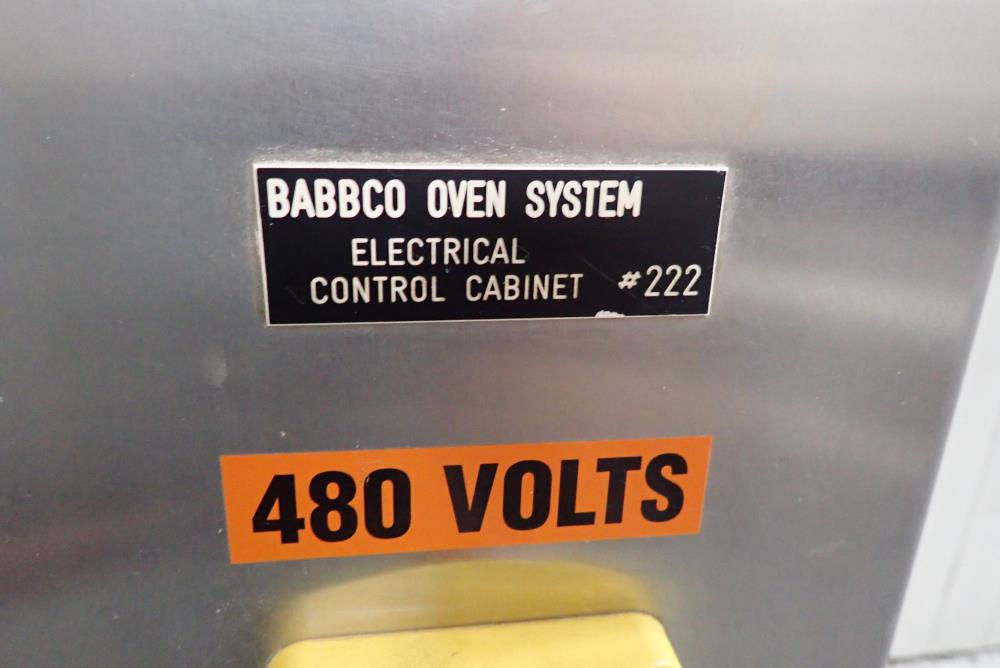 BABBCO OVEN SYSTEM
ELECTRICAL
CONTROL CABINET #222
480 VOLTS